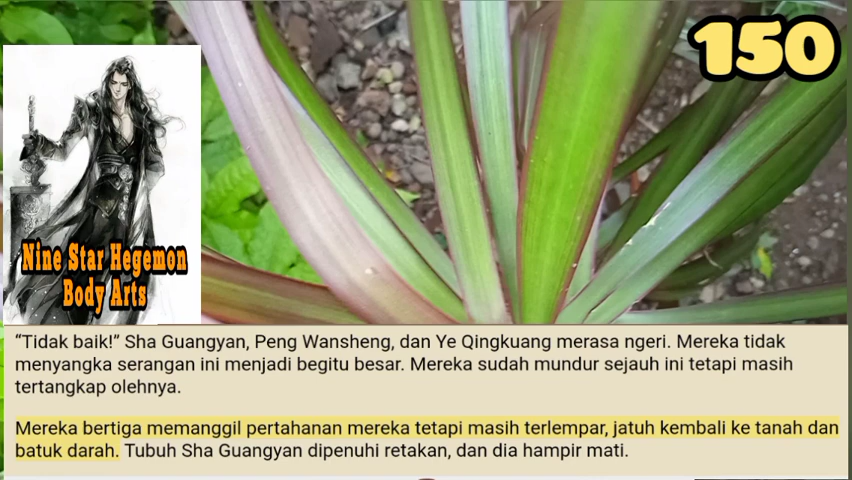 150
Nine Star Hegemon
Body Arts
“Tidak baik!” Sha Guangyan, Peng Wansheng, dan Ye Qingkuang merasa ngeri. Mereka tidak
menyangka serangan ini menjadi begitu besar. Mereka sudah mundur sejauh ini tetapi masih
tertangkap olehnya.
Mereka bertiga memanggil pertahanan mereka tetapi masih terlempar, jatuh kembali ke tanah dan
batuk darah. Tubuh Sha Guangyan dipenuhi retakan, dan dia hampir mati.